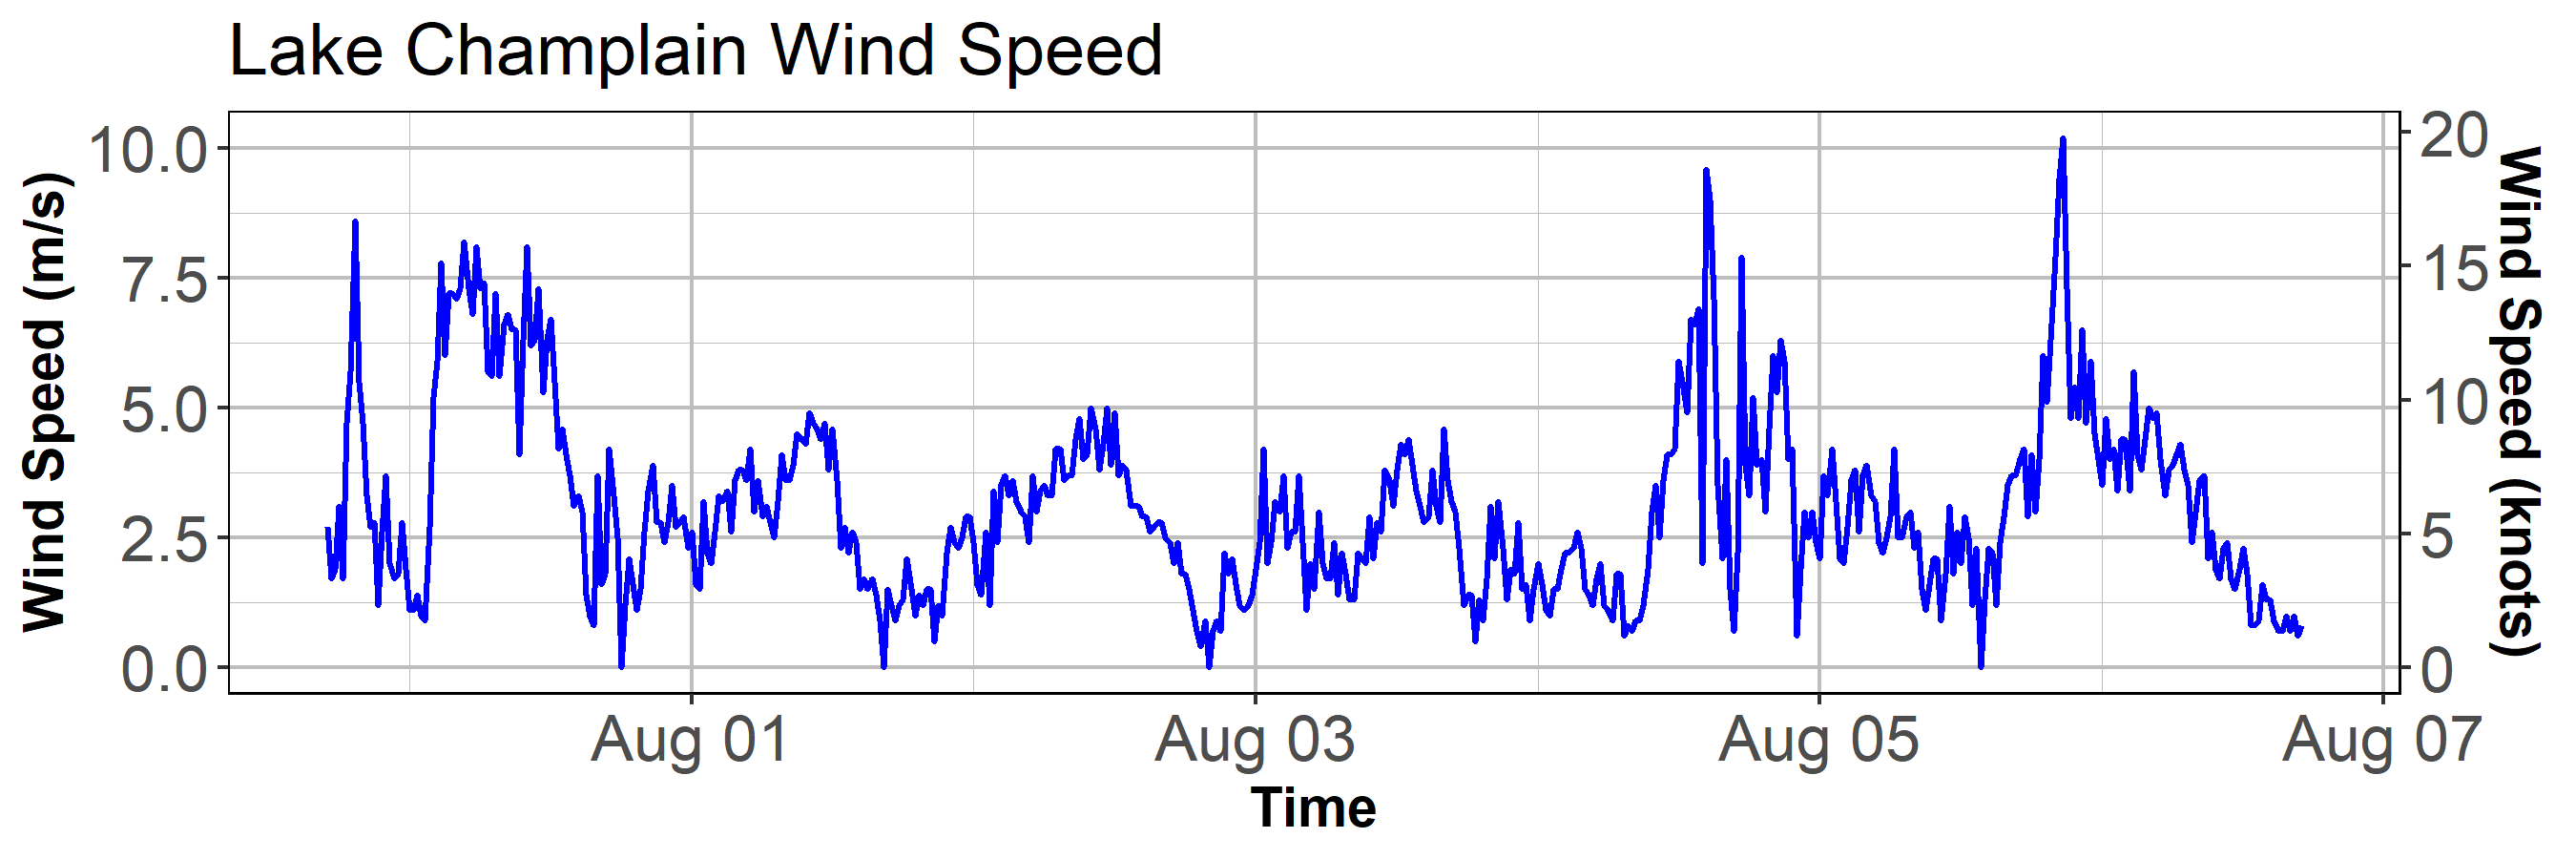 Lake Champlain Wind Speed
Wind Speed (m/s)
10.0
7.5
5.0
2.5
0.0
20
15
10
5
0
Wind Speed (knots)
Aug 01 Aug 03 Aug 05 Aug 07
Time